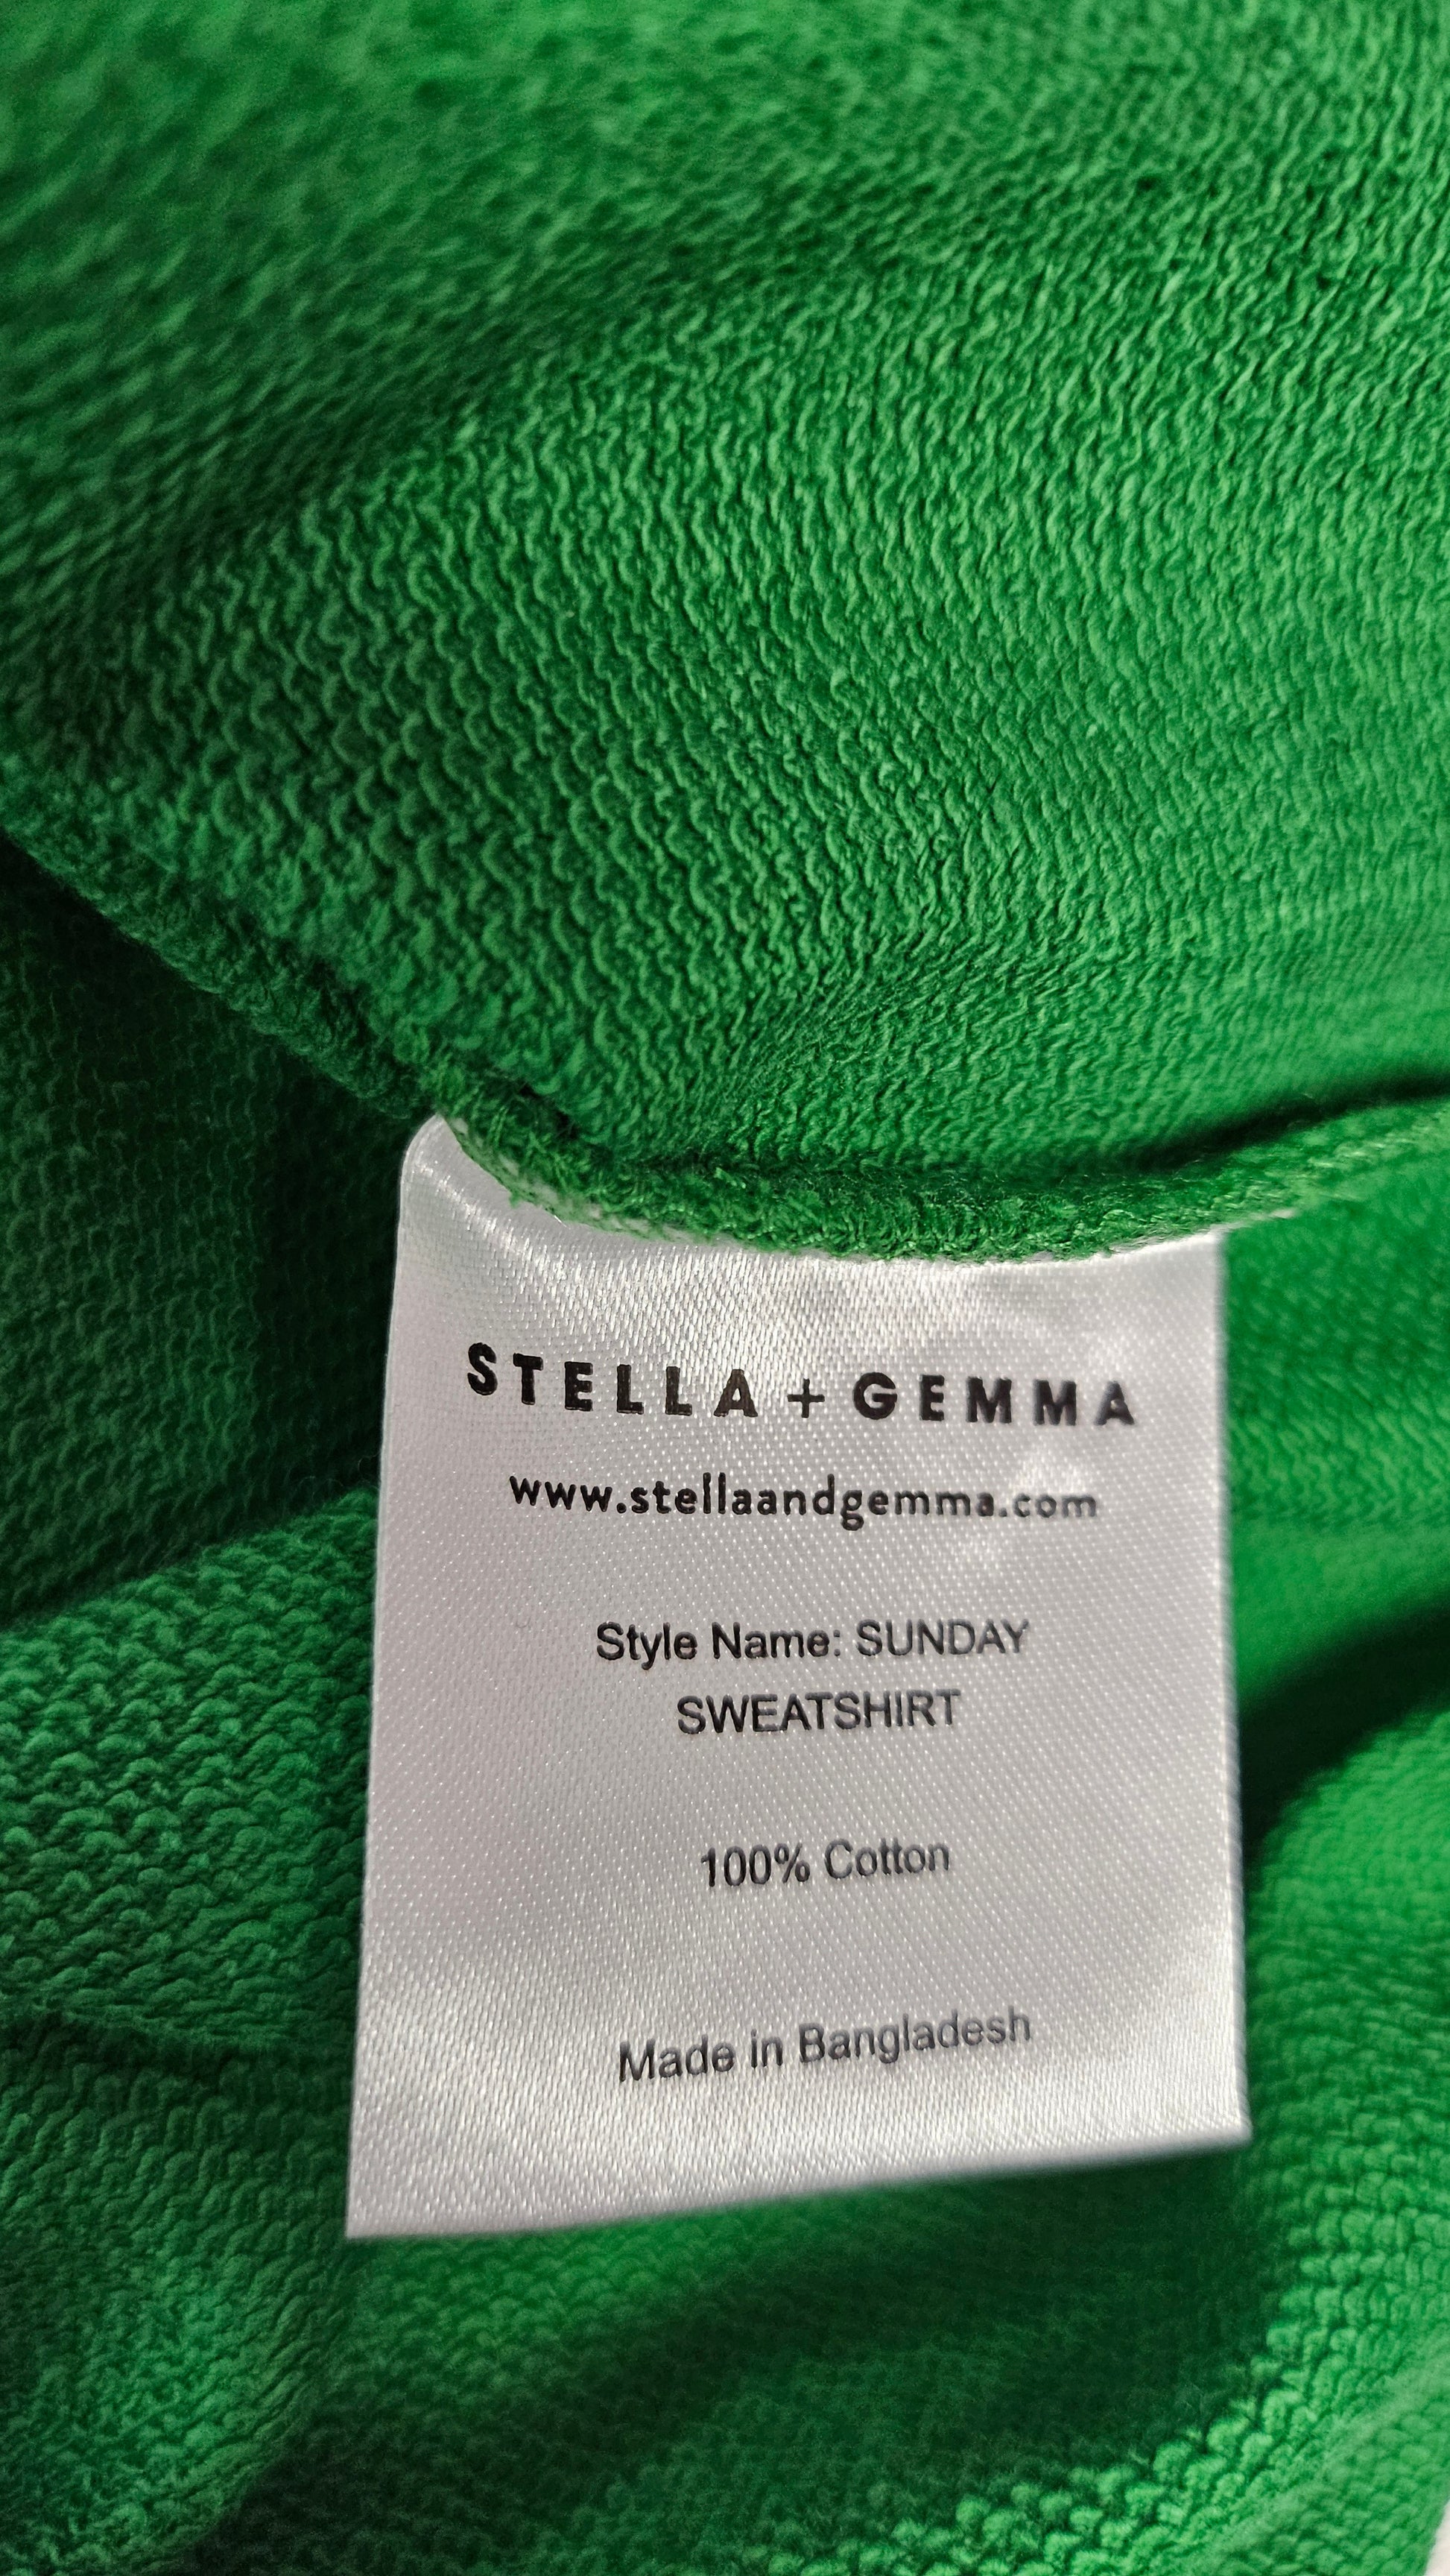 STELLA + GEMMA
www.stellaandgemma.com
Style Name: SUNDAY
SWEATSHIRT
100% Cotton
Made in Bangladesh